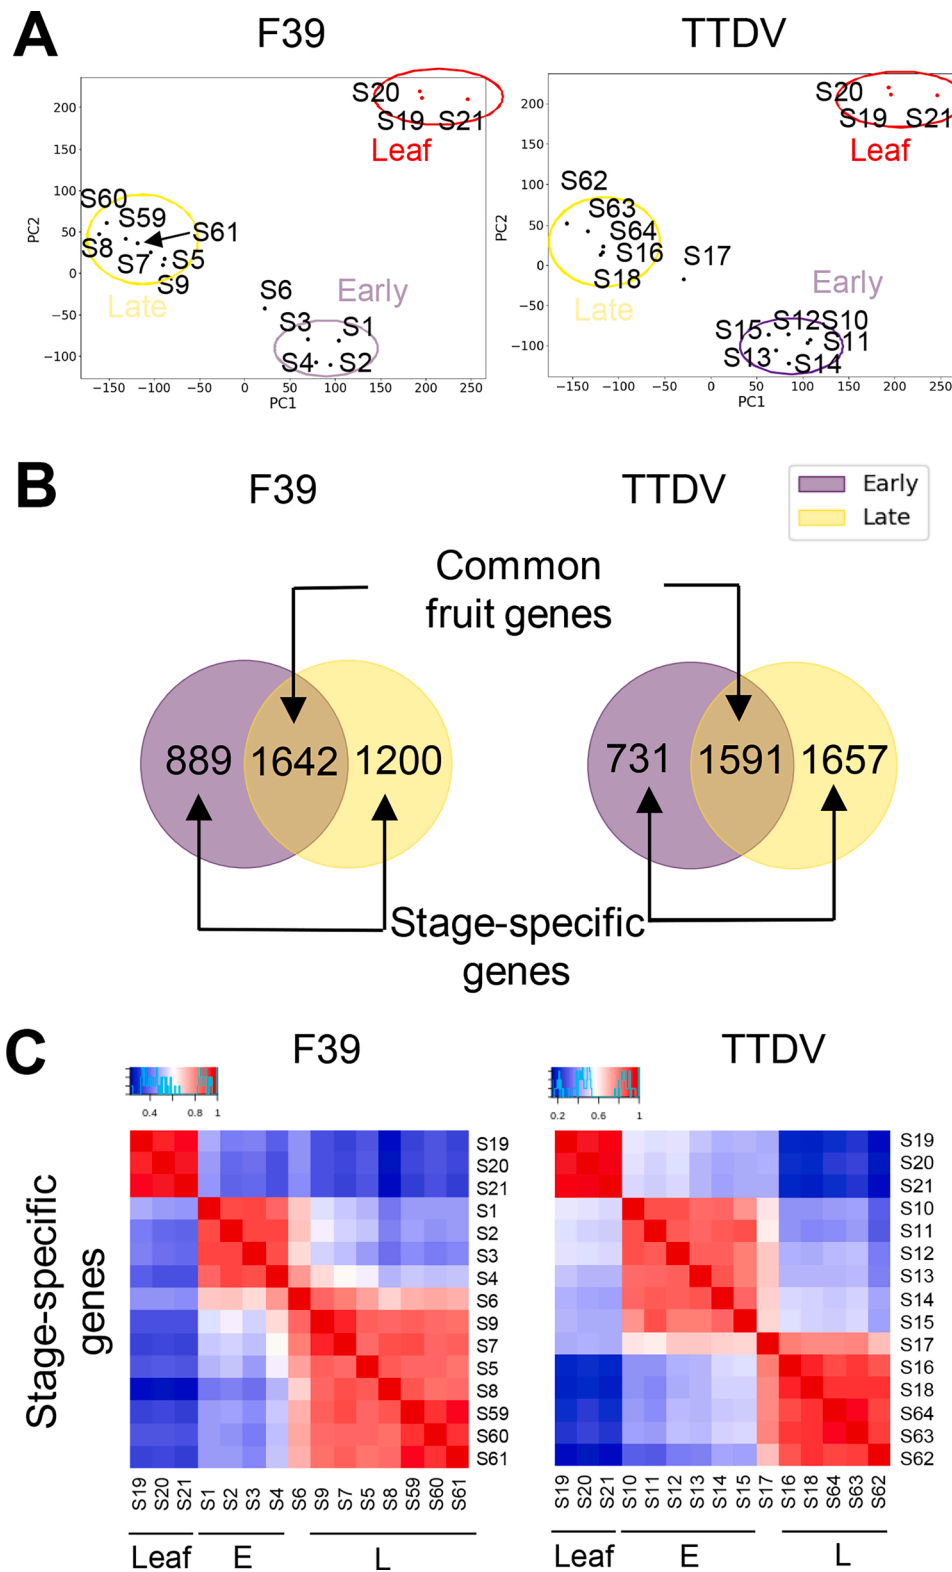 A
F39
TTDV
S20
S19 S21
Leaf
S60
S59
S61
S8
S7
S5
S9
Late
S6
Early
S3
S1
S4
S2
200
150
100
50
0
−50
−100
PC2
−150 −100 −50 0 50 100 150 200 250
PC1
S20
S19 S21
Leaf
S62
S63
S64
S16
S17
S18
Late
Early
S15
S12
S10
S11
S13
S14
200
150
100
50
0
−50
−100
PC2
−150 −100 −50 0 50 100 150 200 250
PC1
B
F39
TTDV
Early
Late
Common
fruit genes
889 1642 1200
731 1591 1657
Stage-specific
genes
C
F39
TTDV
0.4 0.8 1
0.2 0.6 1
Stage-specific
genes
S19
S20
S21
S1
S2
S3
S4
S6
S9
S7
S5
S8
S59
S60
S61
S19 S20 S21 S1 S2 S3 S4 S6 S9 S7 S5 S8 S59 S60 S61
Leaf E L
S19
S20
S21
S10
S11
S12
S13
S14
S15
S17
S16
S18
S64
S63
S62
S19 S20 S21 S10 S11 S12 S13 S14 S15 S17 S16 S18 S64 S63 S62
Leaf E L